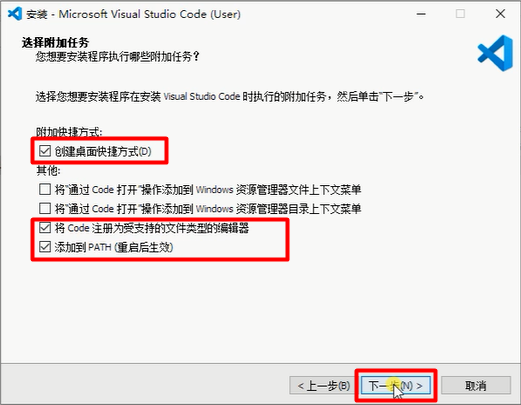 安装 - Microsoft Visual Studio Code (User)
选择附加任务
您想要安装程序执行哪些附加任务？
选择您想要安装程序在安装 Visual Studio Code 时执行的附加任务，然后单击“下一步”。
附加快捷方式:
创建桌面快捷方式(D)
其他:
将“通过 Code 打开”操作添加到 Windows 资源管理器文件上下文菜单
将“通过 Code 打开”操作添加到 Windows 资源管理器目录上下文菜单
将 Code 注册为受支持的文件类型的编辑器
添加到 PATH (重启后生效)
< 上一步(B) 下一步(N) > 取消